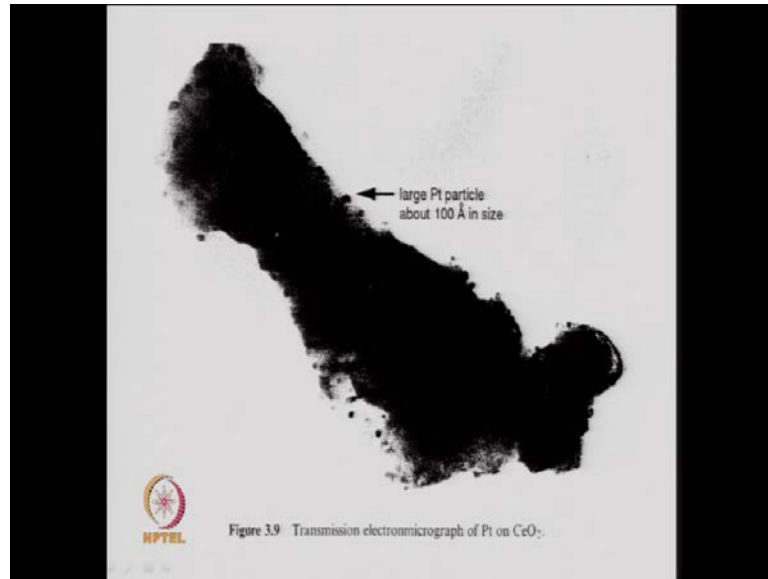 large Pt particle
about 100 Å in size
NPTEL
Figure 3.9 Transmission electronmicrograph of Pt on CeO₂.